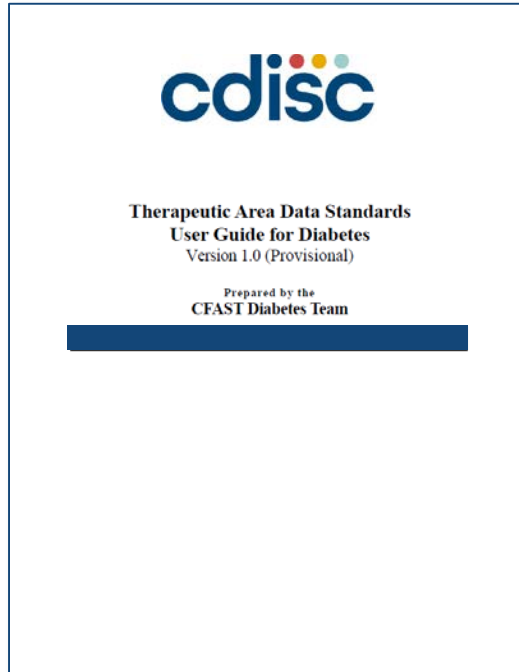 cdisc
Therapeutic Area Data Standards
User Guide for Diabetes
Version 1.0 (Provisional)
Prepared by the
CFAST Diabetes Team